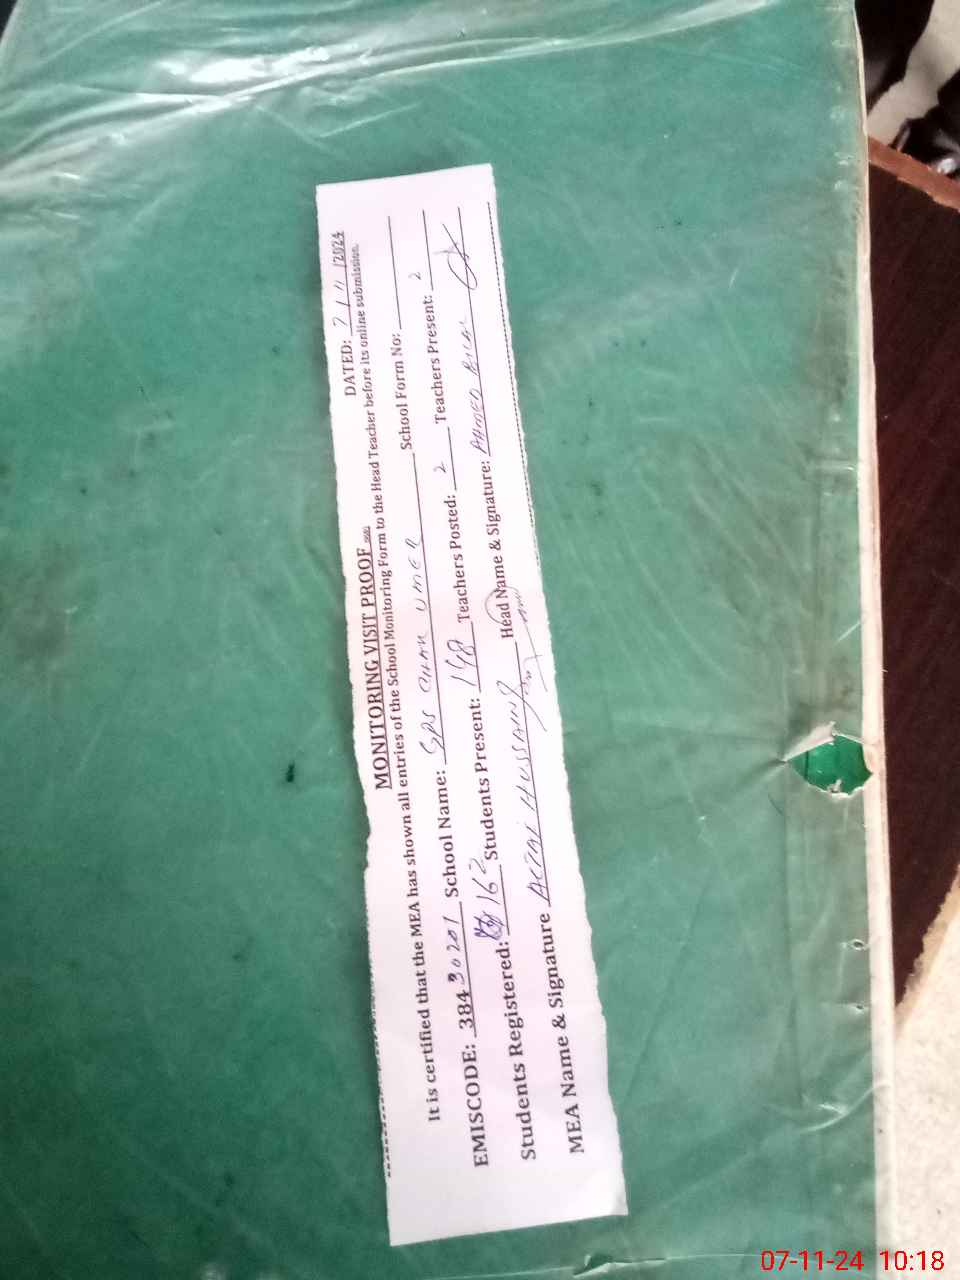 MONITORING VISIT PROOF
DATED: 7/11/2024
It is certified that the MEA has shown all entries of the School Monitoring Form to the Head Teacher before its online submission.
EMISCODE: 38430201 School Name: GPS CHAK UMER School Form No:
Students Registered: 162 Students Present: 148 Teachers Posted: 2 Teachers Present: 2
MEA Name & Signature HUSSAIN Head Name & Signature: AHMED
07-11-24 10:18